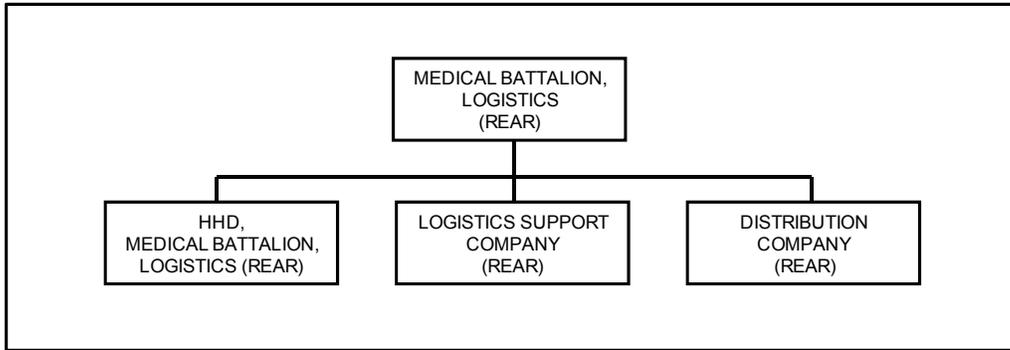 MEDICAL BATTALION,
LOGISTICS
(REAR)
HHD,
MEDICAL BATTALION,
LOGISTICS (REAR)
LOGISTICS SUPPORT
COMPANY
(REAR)
DISTRIBUTION
COMPANY
(REAR)